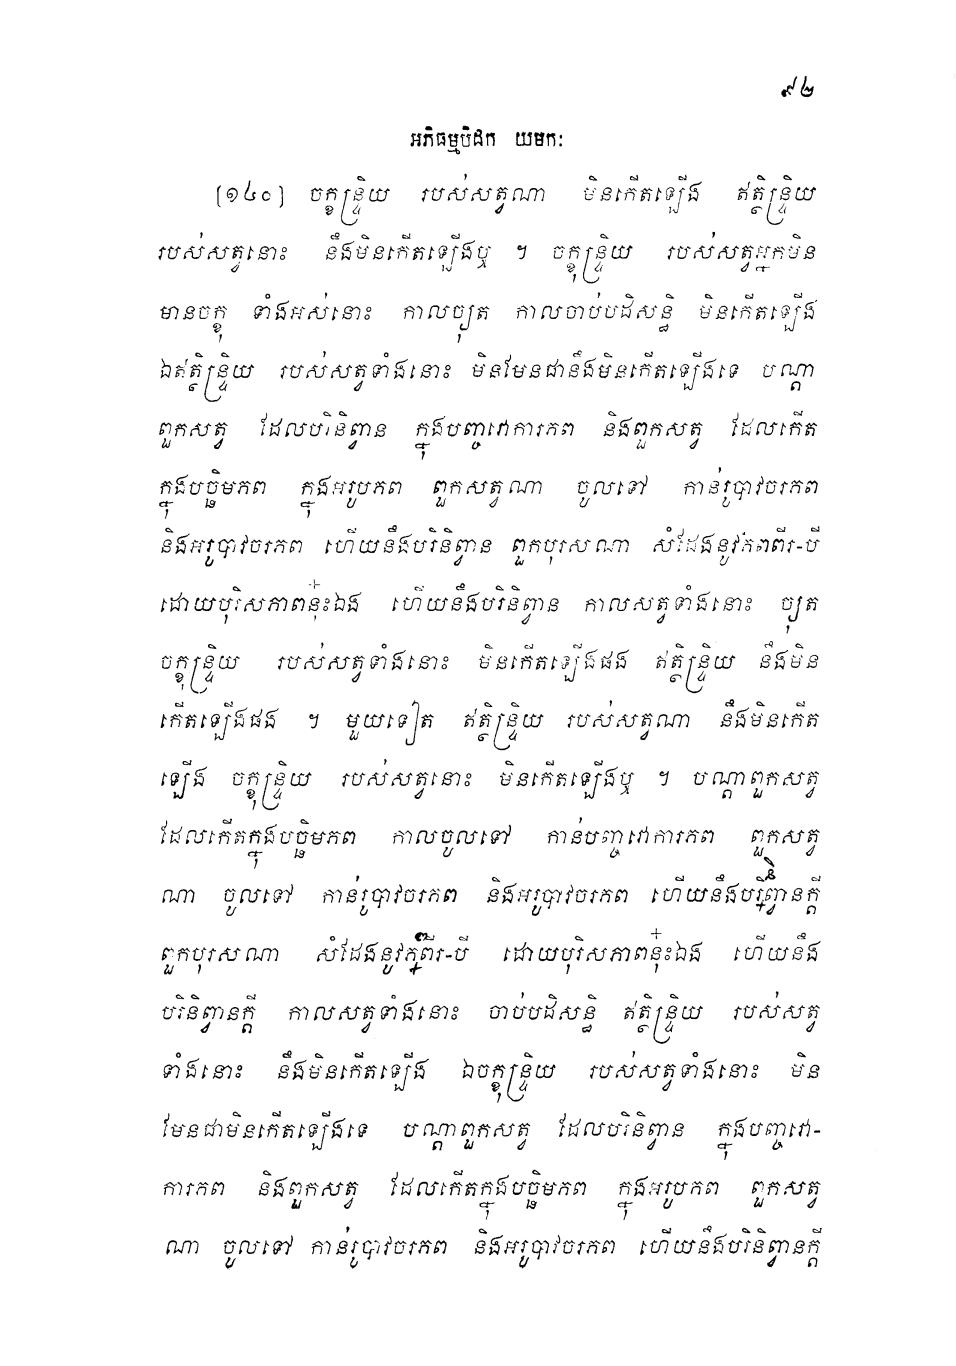 ៩៤
អភិធម្មបិដក យមកៈ
[១៤០] ចក្ខុន្ទ្រិយ របស់សត្វណា មិនកើតឡើង ឥត្ថិន្ទ្រិយ
របស់សត្វនោះ នឹងមិនកើតឡើងឬ ។ ចក្ខុន្ទ្រិយ របស់សត្វអ្នកមិន
មានចក្ខុ ទាំងអស់នោះ កាលច្យុត កាលចាប់បដិសន្ធិ មិនកើតឡើង
ឯឥត្ថិន្ទ្រិយ របស់សត្វទាំងនោះ មិនមែនជានឹងមិនកើតឡើងទេ បណ្តា
ពួកសត្វ ដែលបរិនិព្វាន ក្នុងបញ្ចវោការភព និងពួកសត្វ ដែលកើត
ក្នុងបច្ឆិមភព ក្នុងអរូបភព ពួកសត្វណា ចូលទៅ កាន់រូបាវចរភព
និងអរូបាវចរភព ហើយនឹងបរិនិព្វាន ពួកបុរសណា សំដែងនូវភពពីរ-បី
ដោយបុរិសភាពនុ៎ះឯង ហើយនឹងបរិនិព្វាន កាលសត្វទាំងនោះ ច្យុត
ចក្ខុន្ទ្រិយ របស់សត្វទាំងនោះ មិនកើតឡើងផង ឥត្ថិន្ទ្រិយ នឹងមិន
កើតឡើងផង ។ មួយទៀត ឥត្ថិន្ទ្រិយ របស់សត្វណា នឹងមិនកើត
ឡើង ចក្ខុន្ទ្រិយ របស់សត្វនោះ មិនកើតឡើងឬ ។ បណ្តាពួកសត្វ
ដែលកើតក្នុងបច្ឆិមភព កាលចូលទៅ កាន់បញ្ចវោការភព ពួកសត្វ
ណា ចូលទៅ កាន់រូបាវចរភព និងអរូបាវចរភព ហើយនឹងបរិនិព្វានក្តី
ពួកបុរសណា សំដែងនូវភពពីរ-បី ដោយបុរិសភាពនុ៎ះឯង ហើយនឹង
បរិនិព្វានក្តី កាលសត្វទាំងនោះ ចាប់បដិសន្ធិ ឥត្ថិន្ទ្រិយ របស់សត្វ
ទាំងនោះ នឹងមិនកើតឡើង ឯចក្ខុន្ទ្រិយ របស់សត្វទាំងនោះ មិន
មែនជាមិនកើតឡើងទេ បណ្តាពួកសត្វ ដែលបរិនិព្វាន ក្នុងបញ្ចវោ-
ការភព និងពួកសត្វ ដែលកើតក្នុងបច្ឆិមភព ក្នុងអរូបភព ពួកសត្វ
ណា ចូលទៅ កាន់រូបាវចរភព និងអរូបាវចរភព ហើយនឹងបរិនិព្វានក្តី